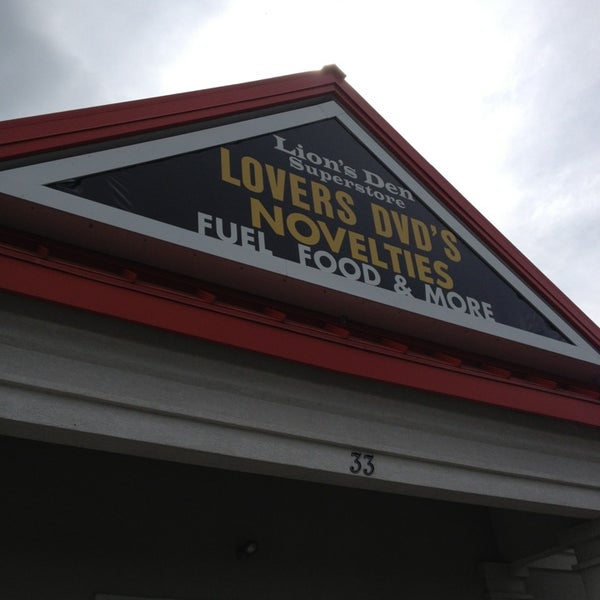 Lion's Den
Superstore
LOVERS DVD'S
NOVELTIES
FUEL FOOD & MORE
33